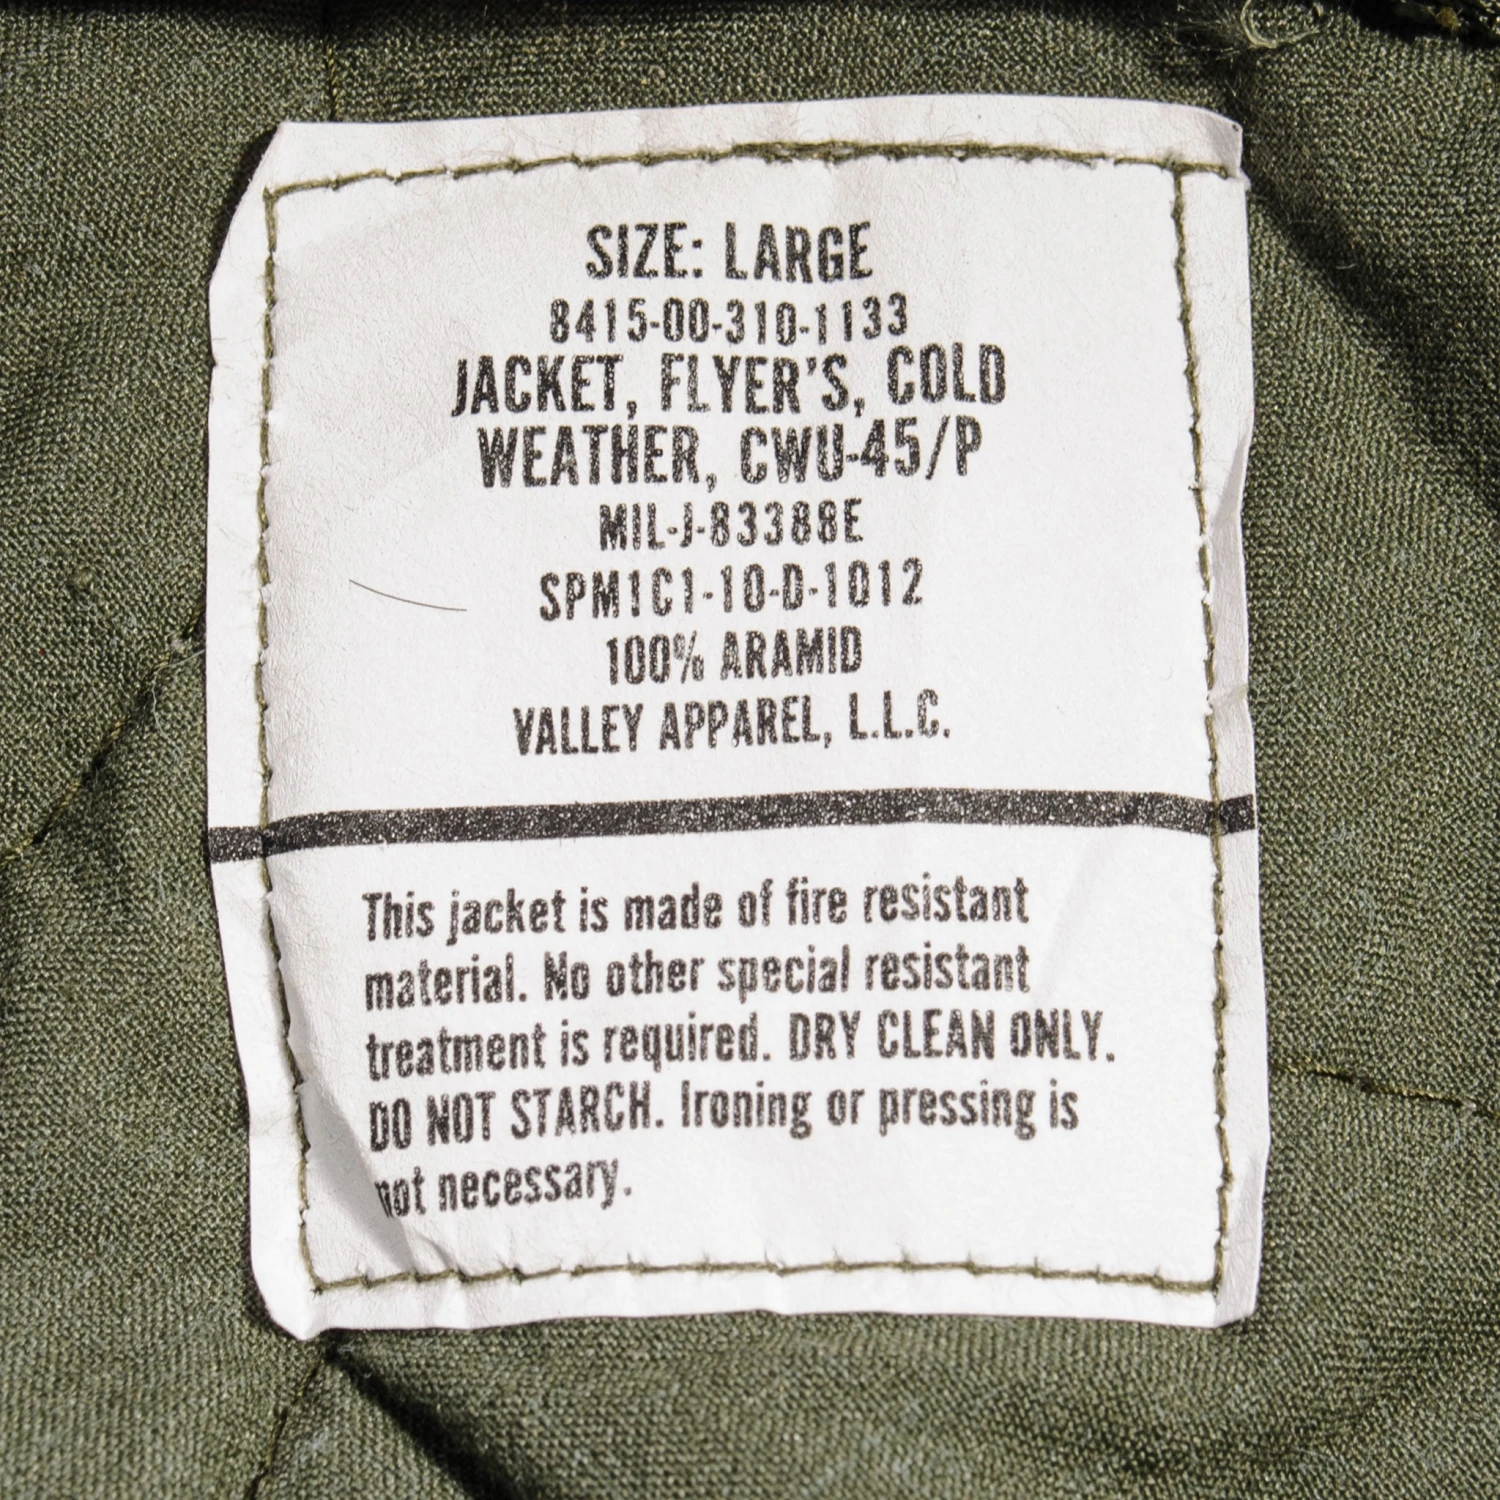 SIZE: LARGE
8415-00-310-1133
JACKET, FLYER'S, COLD
WEATHER, CWU-45/P
MIL-J-83388E
SPM1C1-10-D-1012
100% ARAMID
VALLEY APPAREL, L.L.C.
This jacket is made of fire resistant
material. No other special resistant
treatment is required. DRY CLEAN ONLY.
DO NOT STARCH. Ironing or pressing is
not necessary.